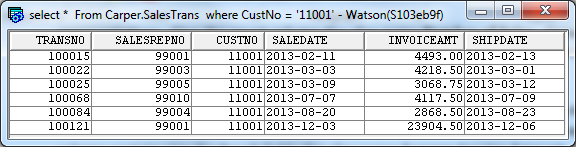 select *  From Carper.SalesTrans  where CustNo = '11001' - Watson(S103eb9f)
TRANSNO SALESREPNO CUSTNO SALEDATE INVOICEAMT SHIPDATE
100015 99001 11001 2013-02-11 4493.00 2013-02-13
100022 99003 11001 2013-03-03 4218.50 2013-03-01
100025 99005 11001 2013-03-09 3068.75 2013-03-12
100068 99010 11001 2013-07-07 4117.50 2013-07-09
100084 99004 11001 2013-08-20 2868.50 2013-08-23
100121 99001 11001 2013-12-03 23904.50 2013-12-06